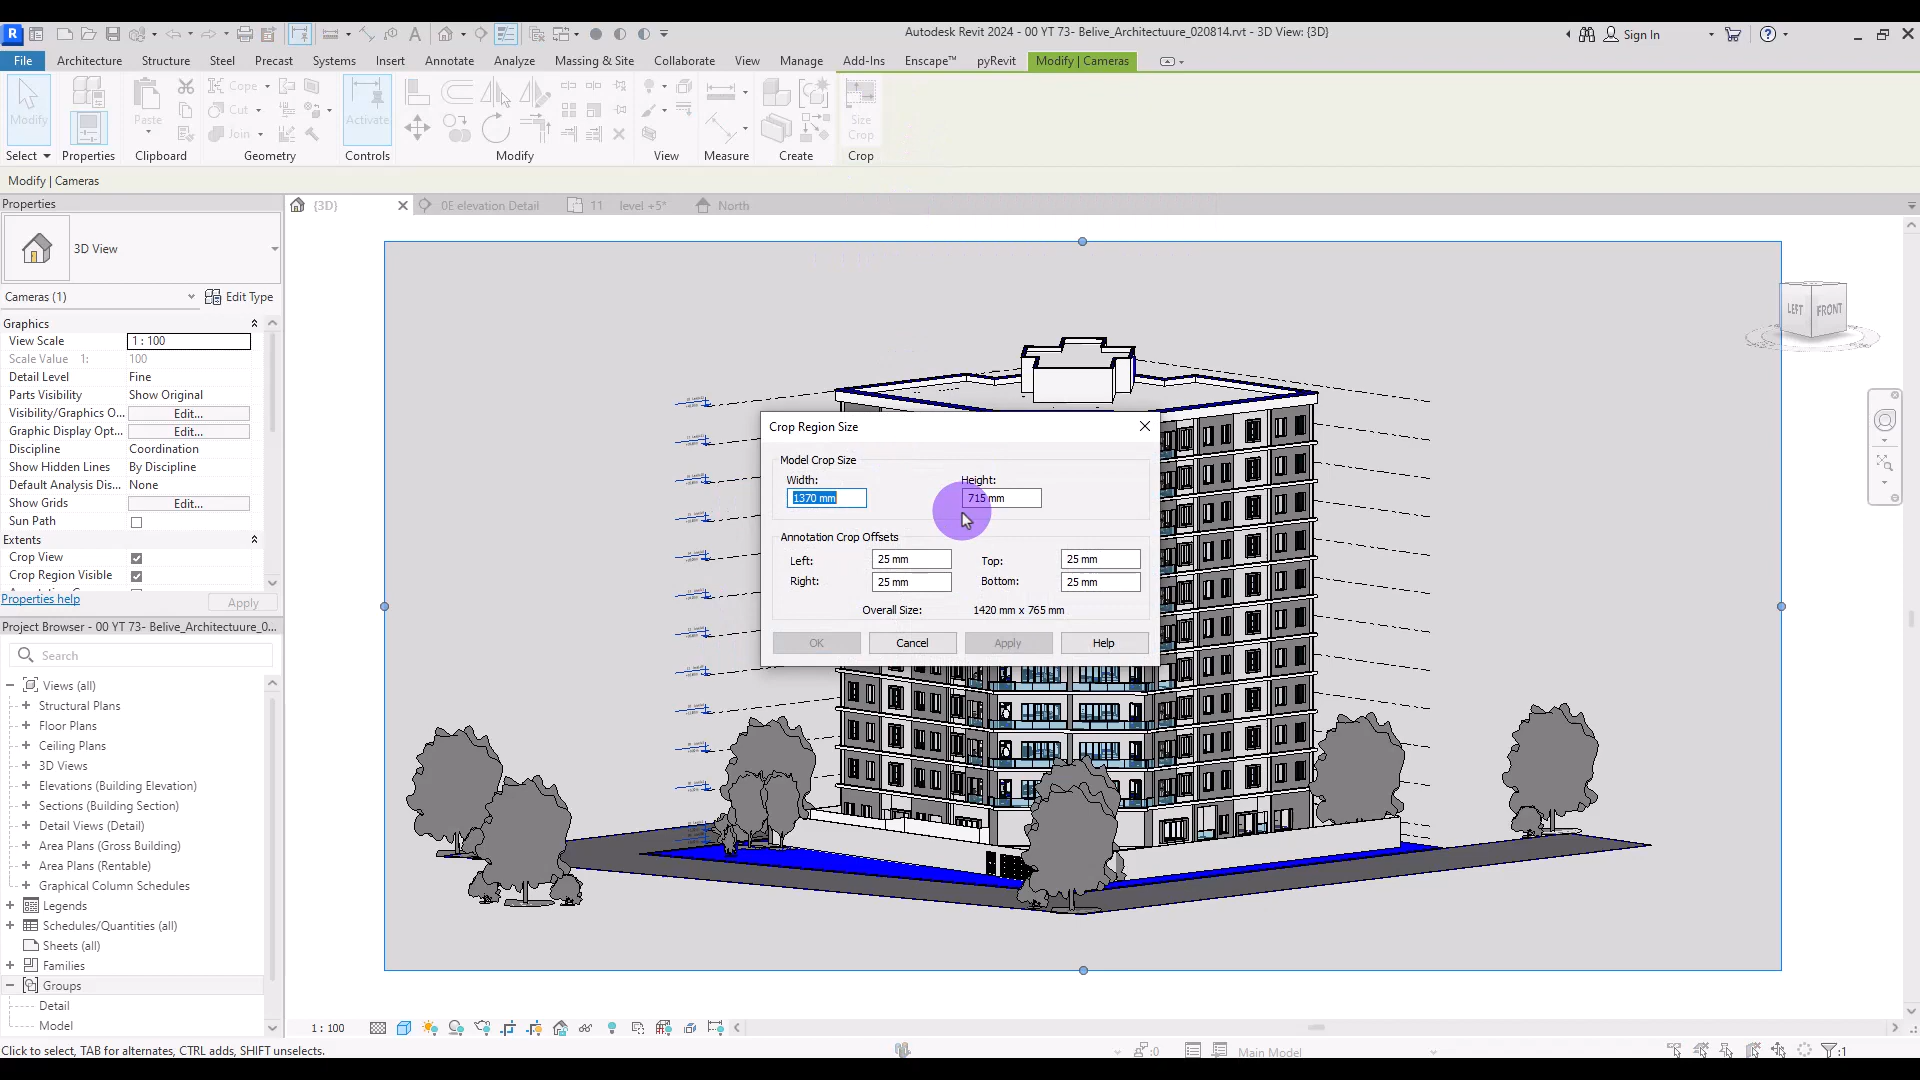 R
Autodesk Revit 2024 - 00 YT 73- Belive_Architectuure_020814.rvt - 3D View: {3D}
Sign In
File Architecture Structure Steel Precast Systems Insert Annotate Analyze Massing & Site Collaborate View Manage Add-Ins Enscape™ pyRevit Modify | Cameras
Modify
Paste
Cope
Cut
Join
Activate
Size
Crop
Select Properties Clipboard Geometry Controls Modify View Measure Create Crop
Modify | Cameras
Properties
{3D} 0E elevation Detail 11 level +5* North
3D View
Cameras (1) Edit Type
Graphics
View Scale 1 : 100
Scale Value 1: 100
Detail Level Fine
Parts Visibility Show Original
Visibility/Graphics O... Edit...
Graphic Display Opt... Edit...
Discipline Coordination
Show Hidden Lines By Discipline
Default Analysis Dis... None
Show Grids Edit...
Sun Path
Extents
Crop View
Crop Region Visible
Properties help Apply
Project Browser - 00 YT 73- Belive_Architectuure_0...
Search
Views (all)
Structural Plans
Floor Plans
Ceiling Plans
3D Views
Elevations (Building Elevation)
Sections (Building Section)
Detail Views (Detail)
Area Plans (Gross Building)
Area Plans (Rentable)
Graphical Column Schedules
Legends
Schedules/Quantities (all)
Sheets (all)
Families
Groups
Detail
Model
LEFT FRONT
Crop Region Size
Model Crop Size
Width: Height:
1370 mm 715 mm
Annotation Crop Offsets
Left: 25 mm Top: 25 mm
Right: 25 mm Bottom: 25 mm
Overall Size: 1420 mm x 765 mm
OK Cancel Apply Help
1 : 100
Click to select, TAB for alternates, CTRL adds, SHIFT unselects.
:0
Main Model
:1